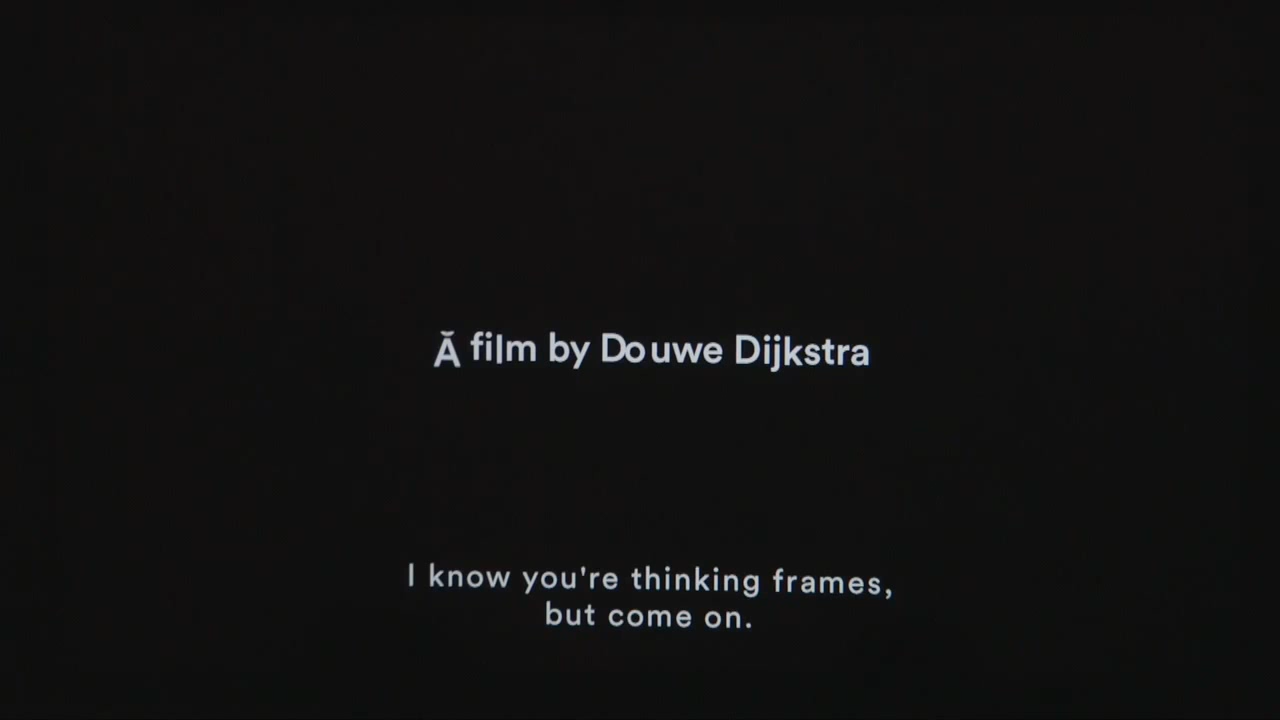 Ă film by Douwe Dijkstra
I know you're thinking frames,
but come on.